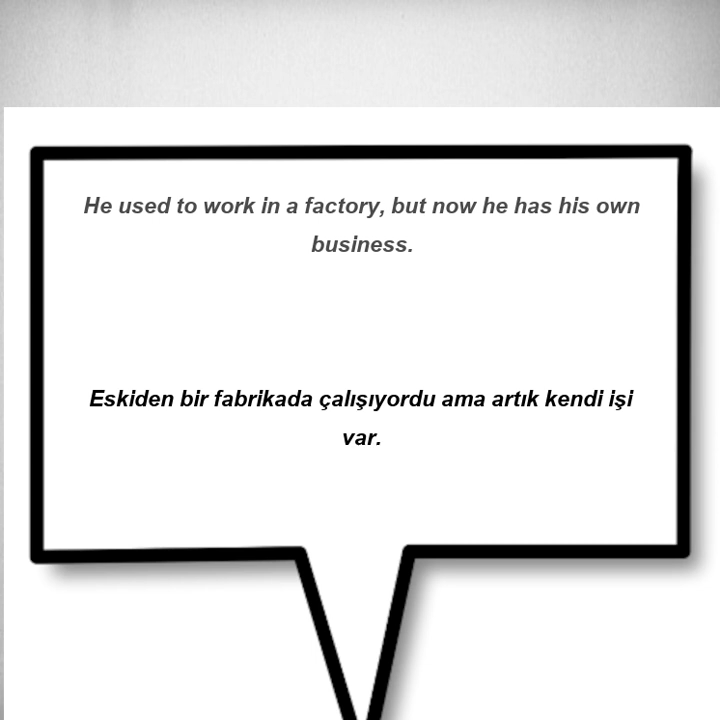 He used to work in a factory, but now he has his own
business.
Eskiden bir fabrikada çalışıyordu ama artık kendi işi
var.